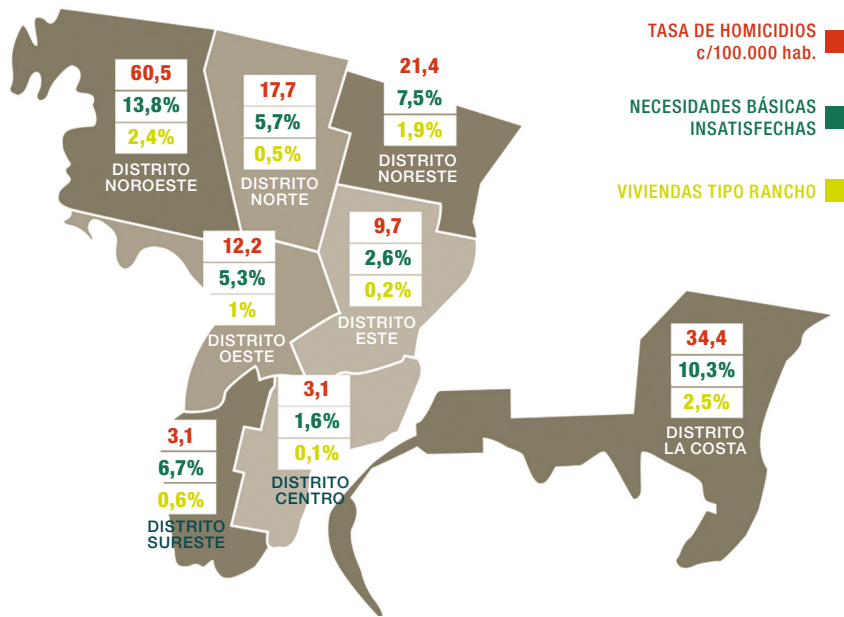 TASA DE HOMICIDIOS
c/100.000 hab.
NECESIDADES BÁSICAS
INSATISFECHAS
VIVIENDAS TIPO RANCHO
60,5
13,8%
2,4%
DISTRITO
NOROESTE
17,7
5,7%
0,5%
DISTRITO
NORTE
21,4
7,5%
1,9%
DISTRITO
NORESTE
12,2
5,3%
1%
DISTRITO
OESTE
9,7
2,6%
0,2%
DISTRITO
ESTE
34,4
10,3%
2,5%
DISTRITO
LA COSTA
3,1
1,6%
0,1%
DISTRITO
CENTRO
3,1
6,7%
0,6%
DISTRITO
SURESTE